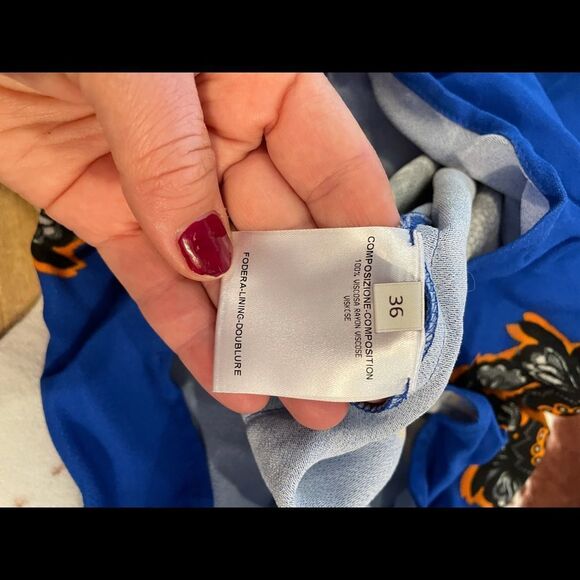 COMPOSIZIONE-COMPOSITION
100% VISCOSA RAYON VISCOSE
VISKOSE
36
FODERA-LINING-DOUBLURE